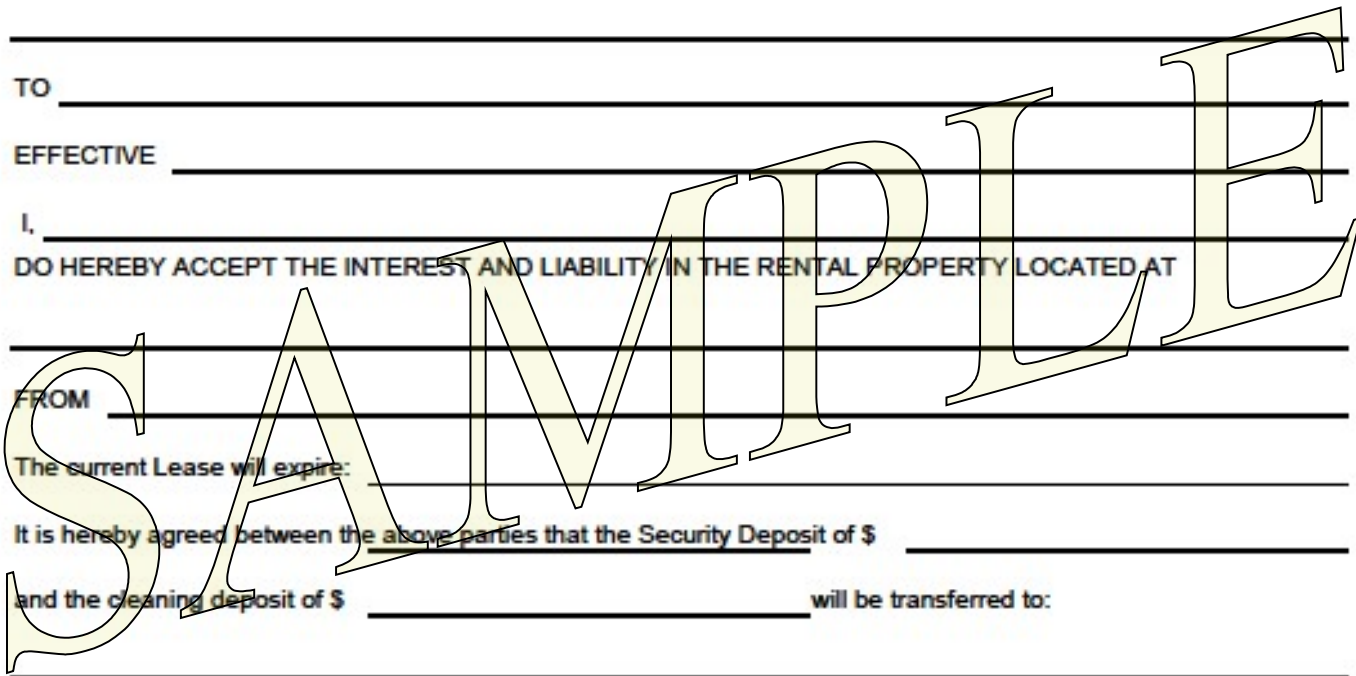 TO
EFFECTIVE
I,
DO HEREBY ACCEPT THE INTEREST AND LIABILITY IN THE RENTAL PROPERTY LOCATED AT
FROM
The current Lease will expire:
It is hereby agreed between the above parties that the Security Deposit of $
and the cleaning deposit of $ will be transferred to:
SAMPLE